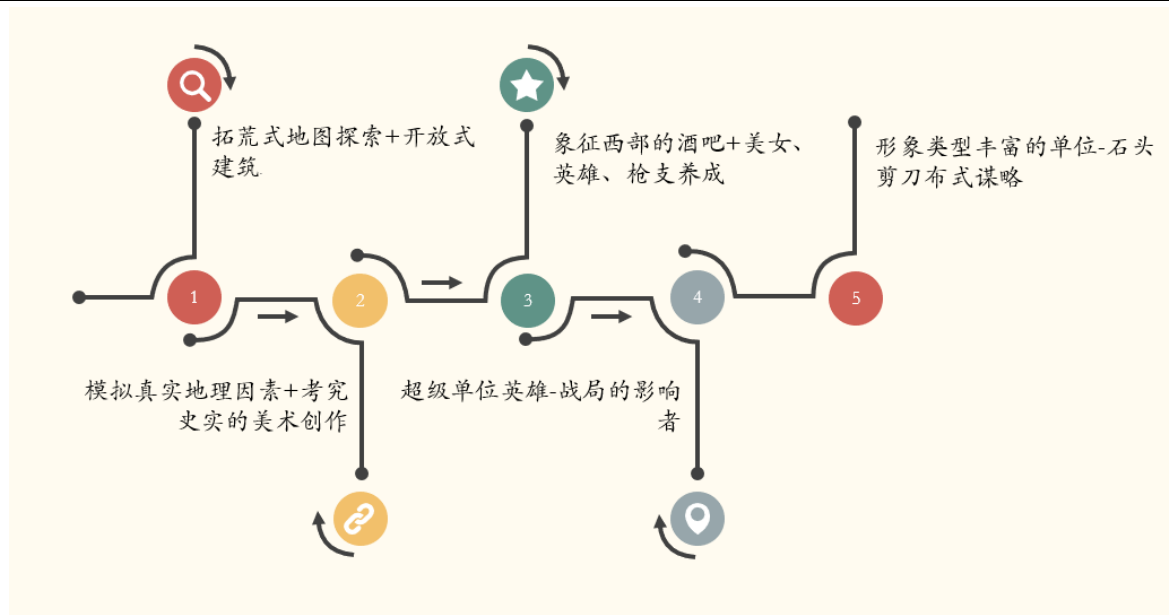 拓荒式地图探索+开放式
建筑
象征西部的酒吧+美女、
英雄、枪支养成
形象类型丰富的单位-石头
剪刀布式谋略
1
2
3
4
5
模拟真实地理因素+考究
史实的美术创作
超级单位英雄-战局的影响
者